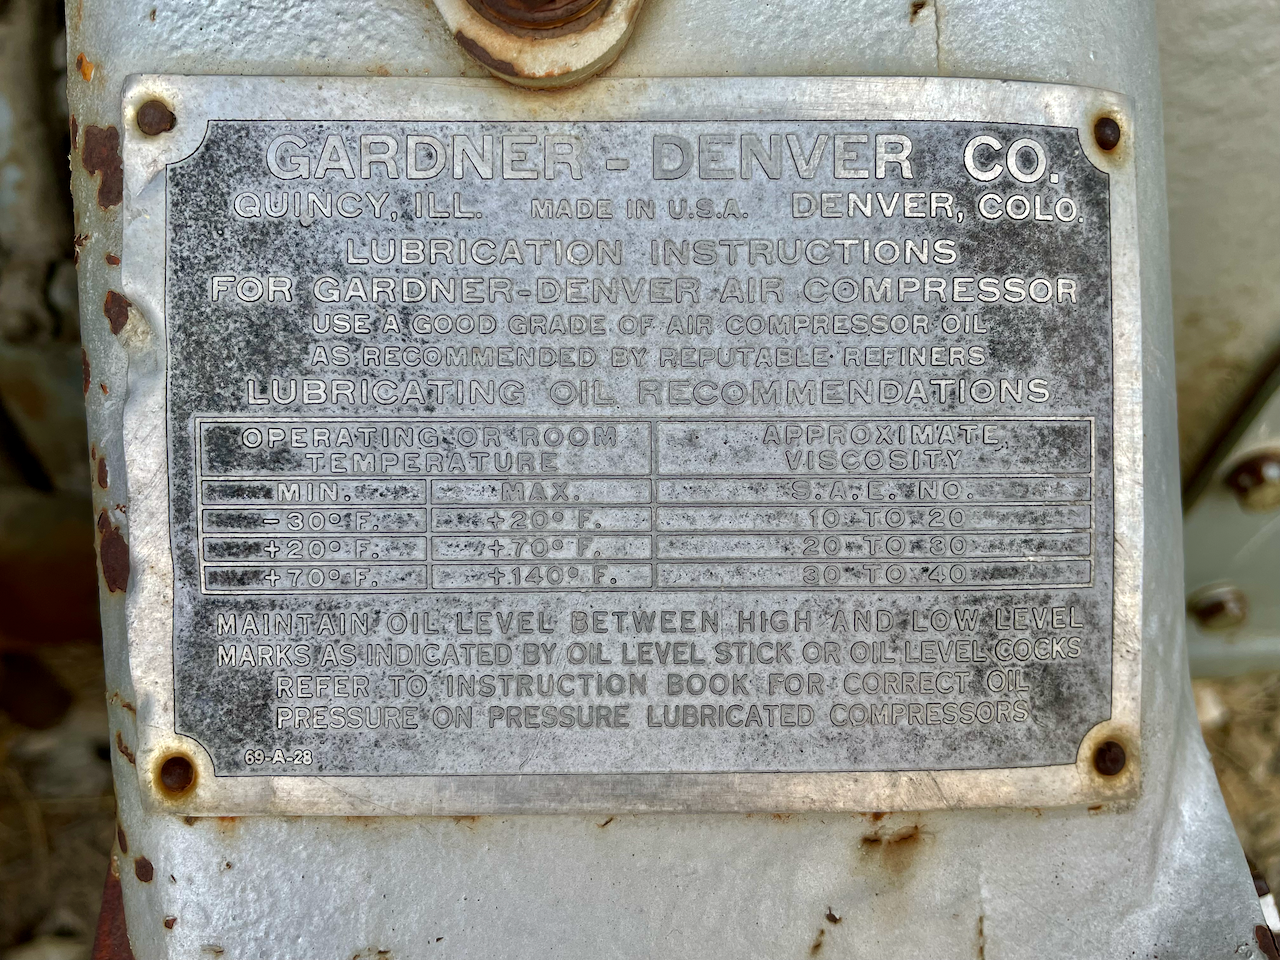 GARDNER - DENVER CO.
QUINCY, ILL. MADE IN U.S.A. DENVER, COLO.
LUBRICATION INSTRUCTIONS
FOR GARDNER-DENVER AIR COMPRESSOR
USE A GOOD GRADE OF AIR COMPRESSOR OIL
AS RECOMMENDED BY REPUTABLE REFINERS
LUBRICATING OIL RECOMMENDATIONS
OPERATING OR ROOM TEMPERATURE APPROXIMATE VISCOSITY
MIN. MAX. S.A.E. NO.
-30° F. +20° F. 10 TO 20
+20° F. +70° F. 20 TO 30
+70° F. +140° F. 30 TO 40
MAINTAIN OIL LEVEL BETWEEN HIGH AND LOW LEVEL
MARKS AS INDICATED BY OIL LEVEL STICK OR OIL LEVEL COCKS
REFER TO INSTRUCTION BOOK FOR CORRECT OIL
PRESSURE ON PRESSURE LUBRICATED COMPRESSORS
69-A-28